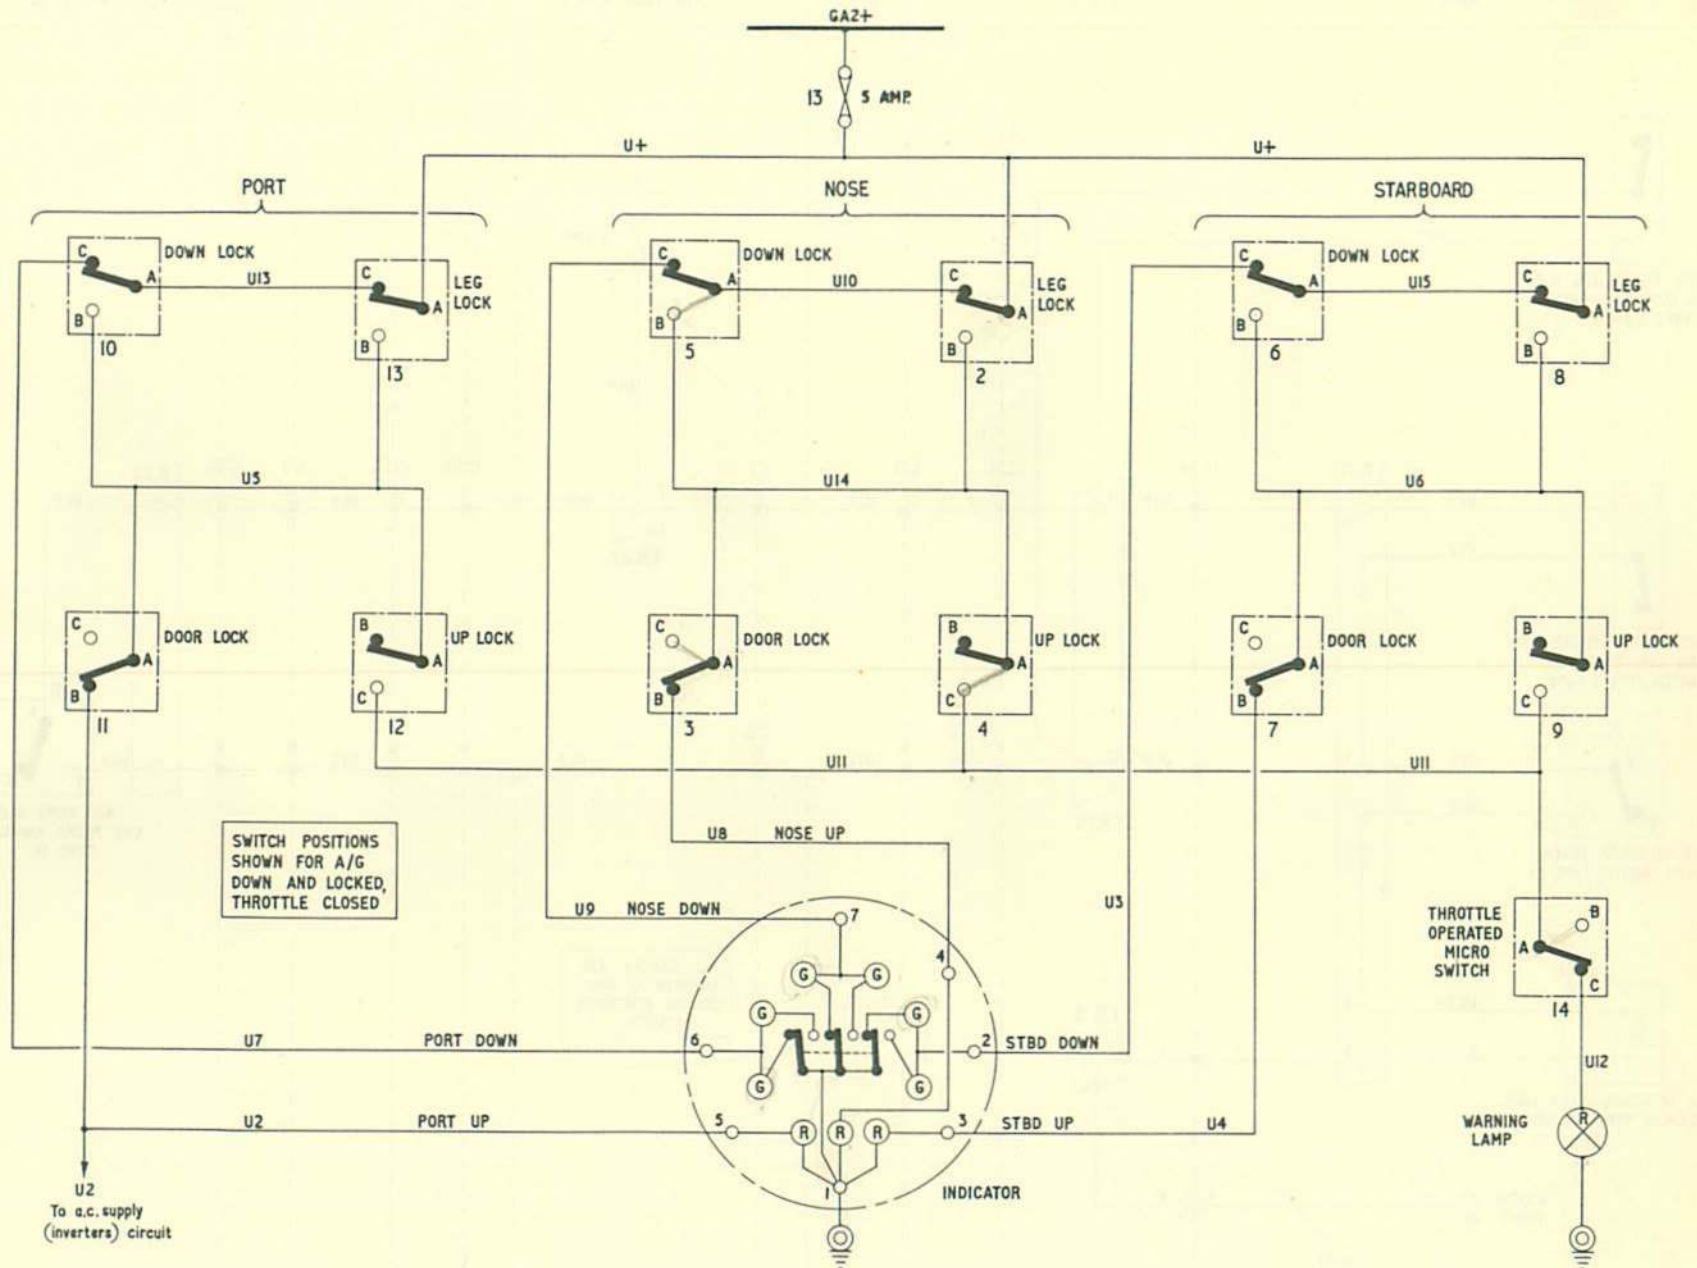 GA2+
13 5 AMP.
U+ U+
PORT NOSE STARBOARD
C A B DOWN LOCK
10
U13
C A B LEG LOCK
13
C A B DOWN LOCK
5
U10
C A B LEG LOCK
2
C A B DOWN LOCK
6
U15
C A B LEG LOCK
8
U5 U14 U6
C A B DOOR LOCK
11
B A C UP LOCK
12
C A B DOOR LOCK
3
B A C UP LOCK
4
C A B DOOR LOCK
7
B A C UP LOCK
9
U11 U11
SWITCH POSITIONS
SHOWN FOR A/G
DOWN AND LOCKED,
THROTTLE CLOSED
U8 NOSE UP
U9 NOSE DOWN
U3
7
4
G G
G G
G G
U7 PORT DOWN 6
2 STBD DOWN
U2 PORT UP 5
R R R
3 STBD UP U4
1
INDICATOR
THROTTLE
OPERATED
MICRO
SWITCH
A B C
14
U12
WARNING
LAMP
R
U2
To a.c. supply
(inverters) circuit